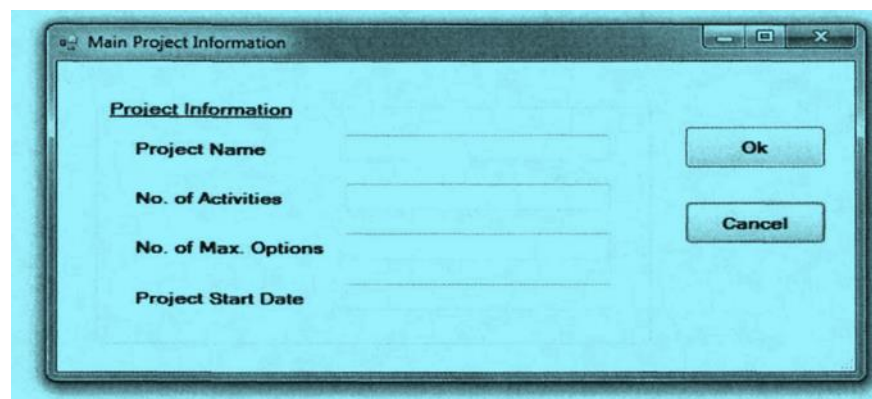 Main Project Information
Project Information
Project Name
No. of Activities
No. of Max. Options
Project Start Date
Ok
Cancel